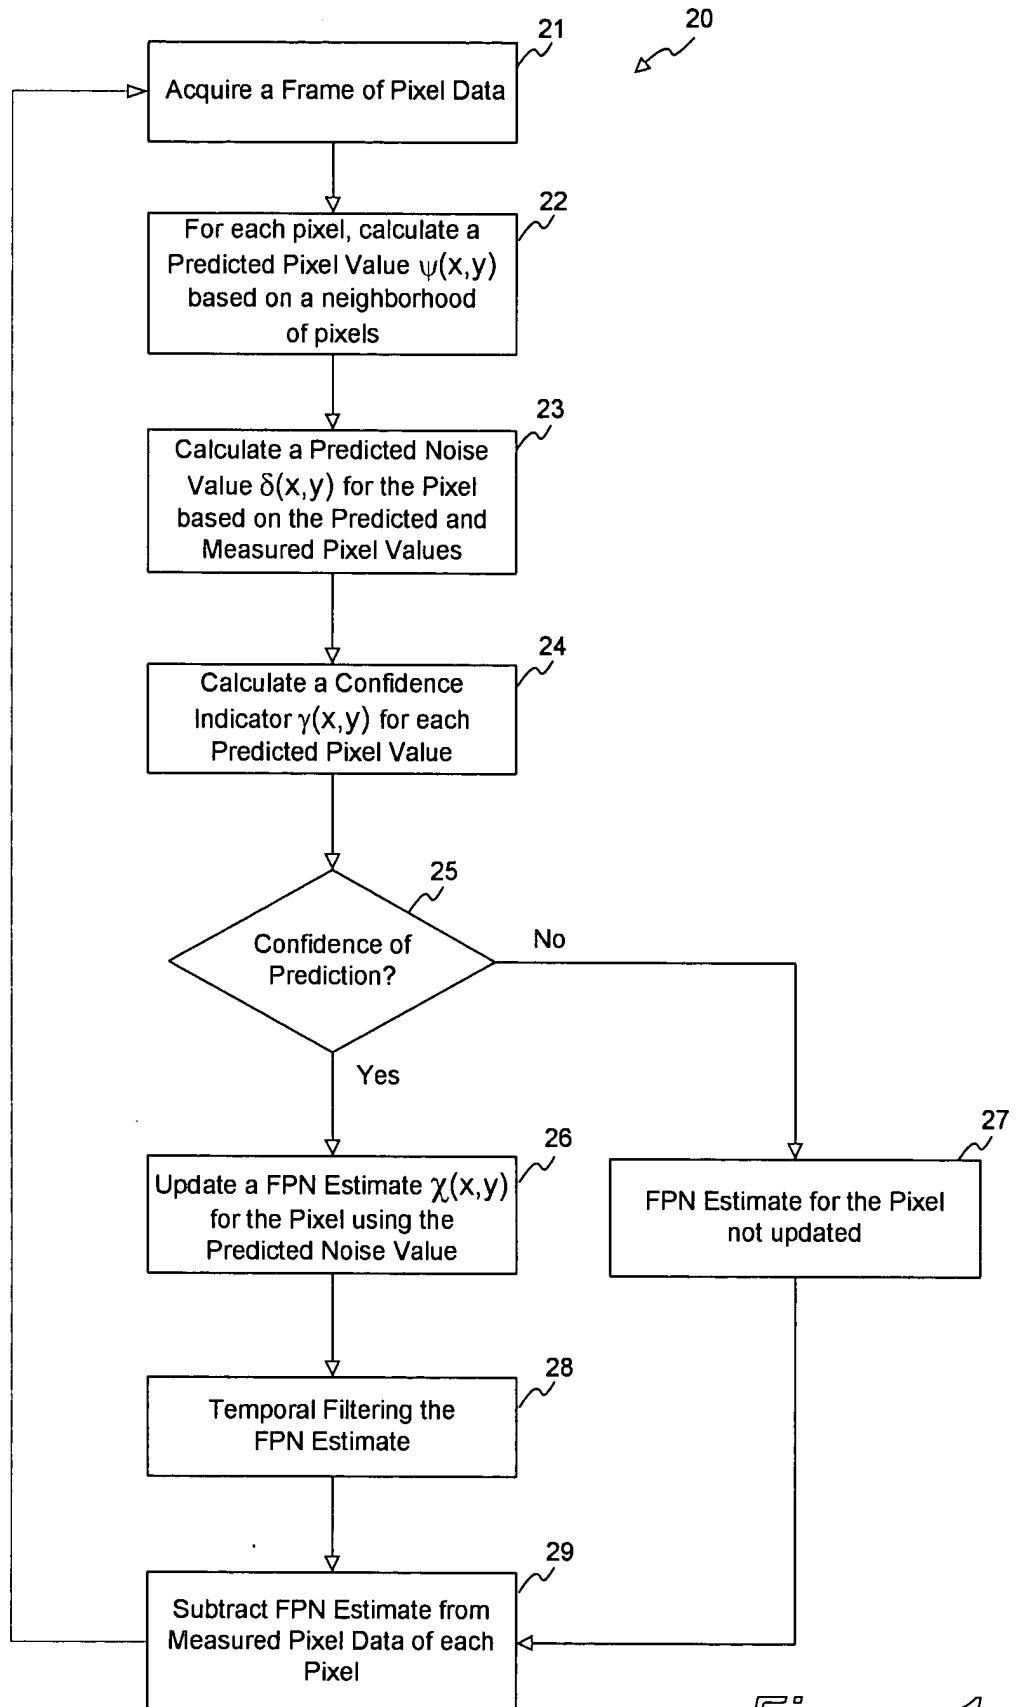 20
21
Acquire a Frame of Pixel Data
22
For each pixel, calculate a
Predicted Pixel Value ψ(x,y)
based on a neighborhood
of pixels
23
Calculate a Predicted Noise
Value δ(x,y) for the Pixel
based on the Predicted and
Measured Pixel Values
24
Calculate a Confidence
Indicator γ(x,y) for each
Predicted Pixel Value
25
Confidence of
Prediction?
No
Yes
26
Update a FPN Estimate χ(x,y)
for the Pixel using the
Predicted Noise Value
27
FPN Estimate for the Pixel
not updated
28
Temporal Filtering the
FPN Estimate
29
Subtract FPN Estimate from
Measured Pixel Data of each
Pixel